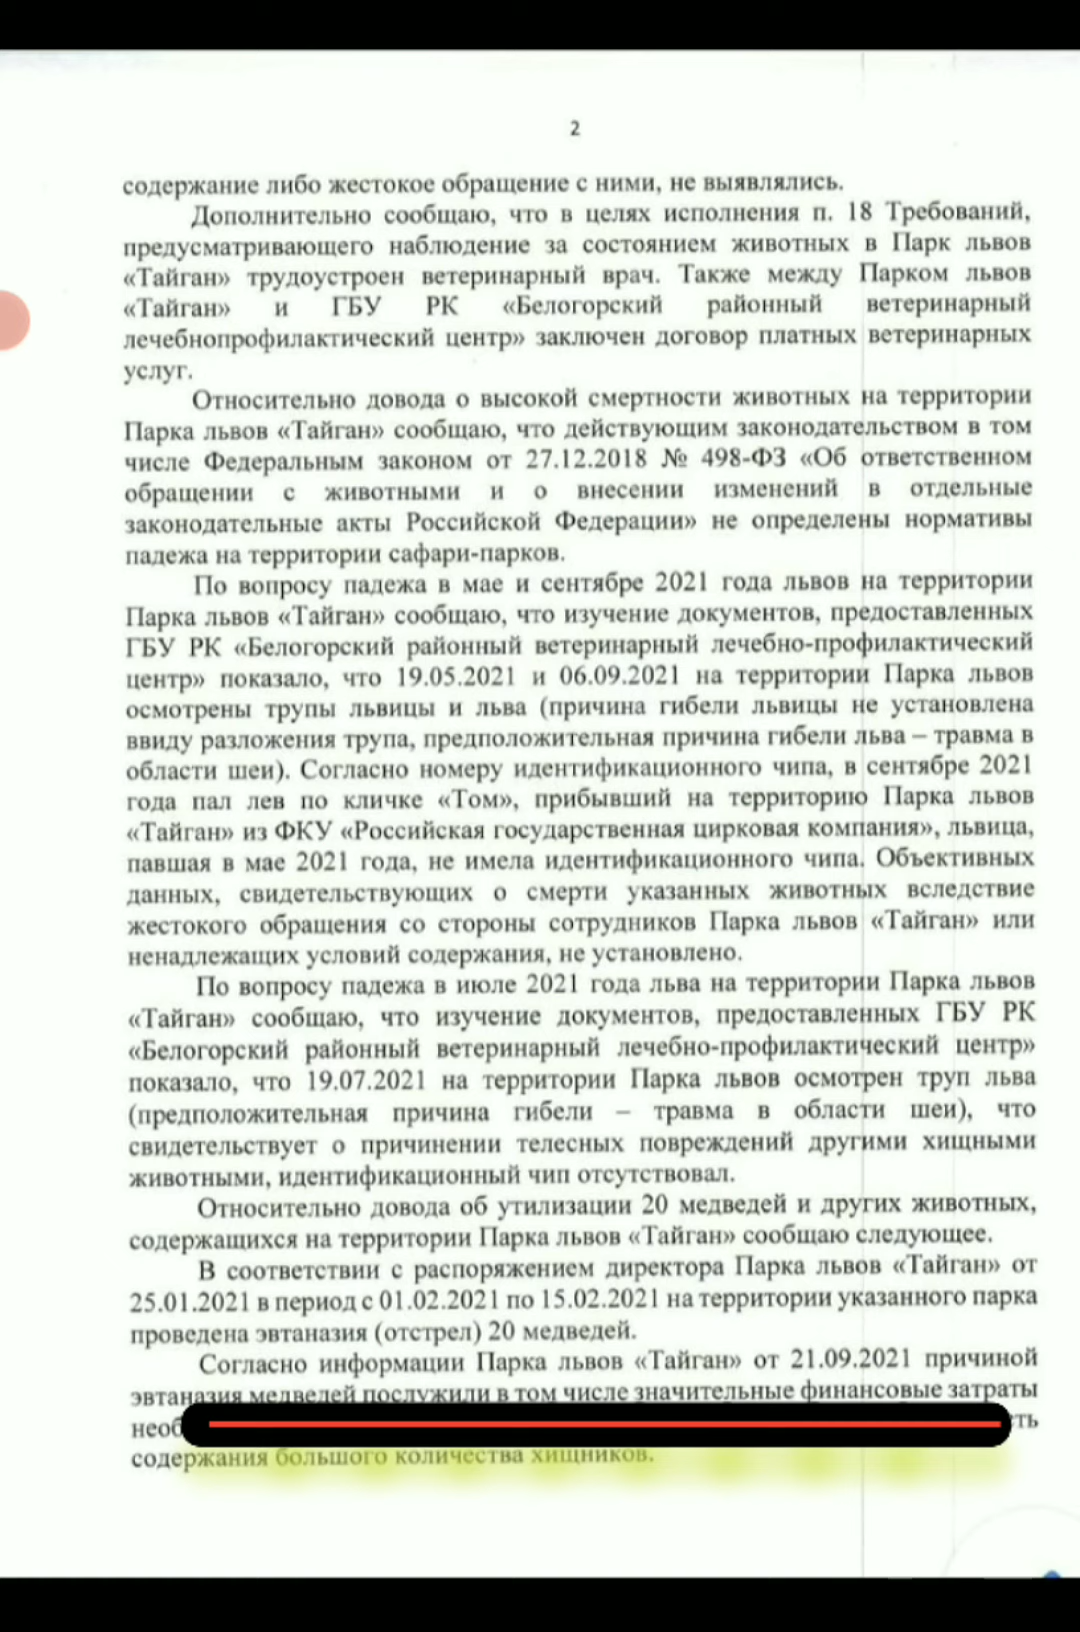 2
содержание либо жестокое обращение с ними, не выявлялись.
Дополнительно сообщаю, что в целях исполнения п. 18 Требований,
предусматривающего наблюдение за состоянием животных в Парк львов
«Тайган» трудоустроен ветеринарный врач. Также между Парком львов
«Тайган» и ГБУ РК «Белогорский районный ветеринарный
лечебнопрофилактический центр» заключен договор платных ветеринарных
услуг.
Относительно довода о высокой смертности животных на территории
Парка львов «Тайган» сообщаю, что действующим законодательством в том
числе Федеральным законом от 27.12.2018 № 498-ФЗ «Об ответственном
обращении с животными и о внесении изменений в отдельные
законодательные акты Российской Федерации» не определены нормативы
падежа на территории сафари-парков.
По вопросу падежа в мае и сентябре 2021 года львов на территории
Парка львов «Тайган» сообщаю, что изучение документов, предоставленных
ГБУ РК «Белогорский районный ветеринарный лечебно-профилактический
центр» показало, что 19.05.2021 и 06.09.2021 на территории Парка львов
осмотрены трупы львицы и льва (причина гибели львицы не установлена
ввиду разложения трупа, предположительная причина гибели льва – травма в
области шеи). Согласно номеру идентификационного чипа, в сентябре 2021
года пал лев по кличке «Том», прибывший на территорию Парка львов
«Тайган» из ФКУ «Российская государственная цирковая компания», львица,
павшая в мае 2021 года, не имела идентификационного чипа. Объективных
данных, свидетельствующих о смерти указанных животных вследствие
жестокого обращения со стороны сотрудников Парка львов «Тайган» или
ненадлежащих условий содержания, не установлено.
По вопросу падежа в июле 2021 года льва на территории Парка львов
«Тайган» сообщаю, что изучение документов, предоставленных ГБУ РК
«Белогорский районный ветеринарный лечебно-профилактический центр»
показало, что 19.07.2021 на территории Парка львов осмотрен труп льва
(предположительная причина гибели – травма в области шеи), что
свидетельствует о причинении телесных повреждений другими хищными
животными, идентификационный чип отсутствовал.
Относительно довода об утилизации 20 медведей и других животных,
содержащихся на территории Парка львов «Тайган» сообщаю следующее.
В соответствии с распоряжением директора Парка львов «Тайган» от
25.01.2021 в период с 01.02.2021 по 15.02.2021 на территории указанного парка
проведена эвтаназия (отстрел) 20 медведей.
Согласно информации Парка львов «Тайган» от 21.09.2021 причиной
эвтаназия медведей послужили в том числе значительные финансовые затраты
содержания большого количества хищников.